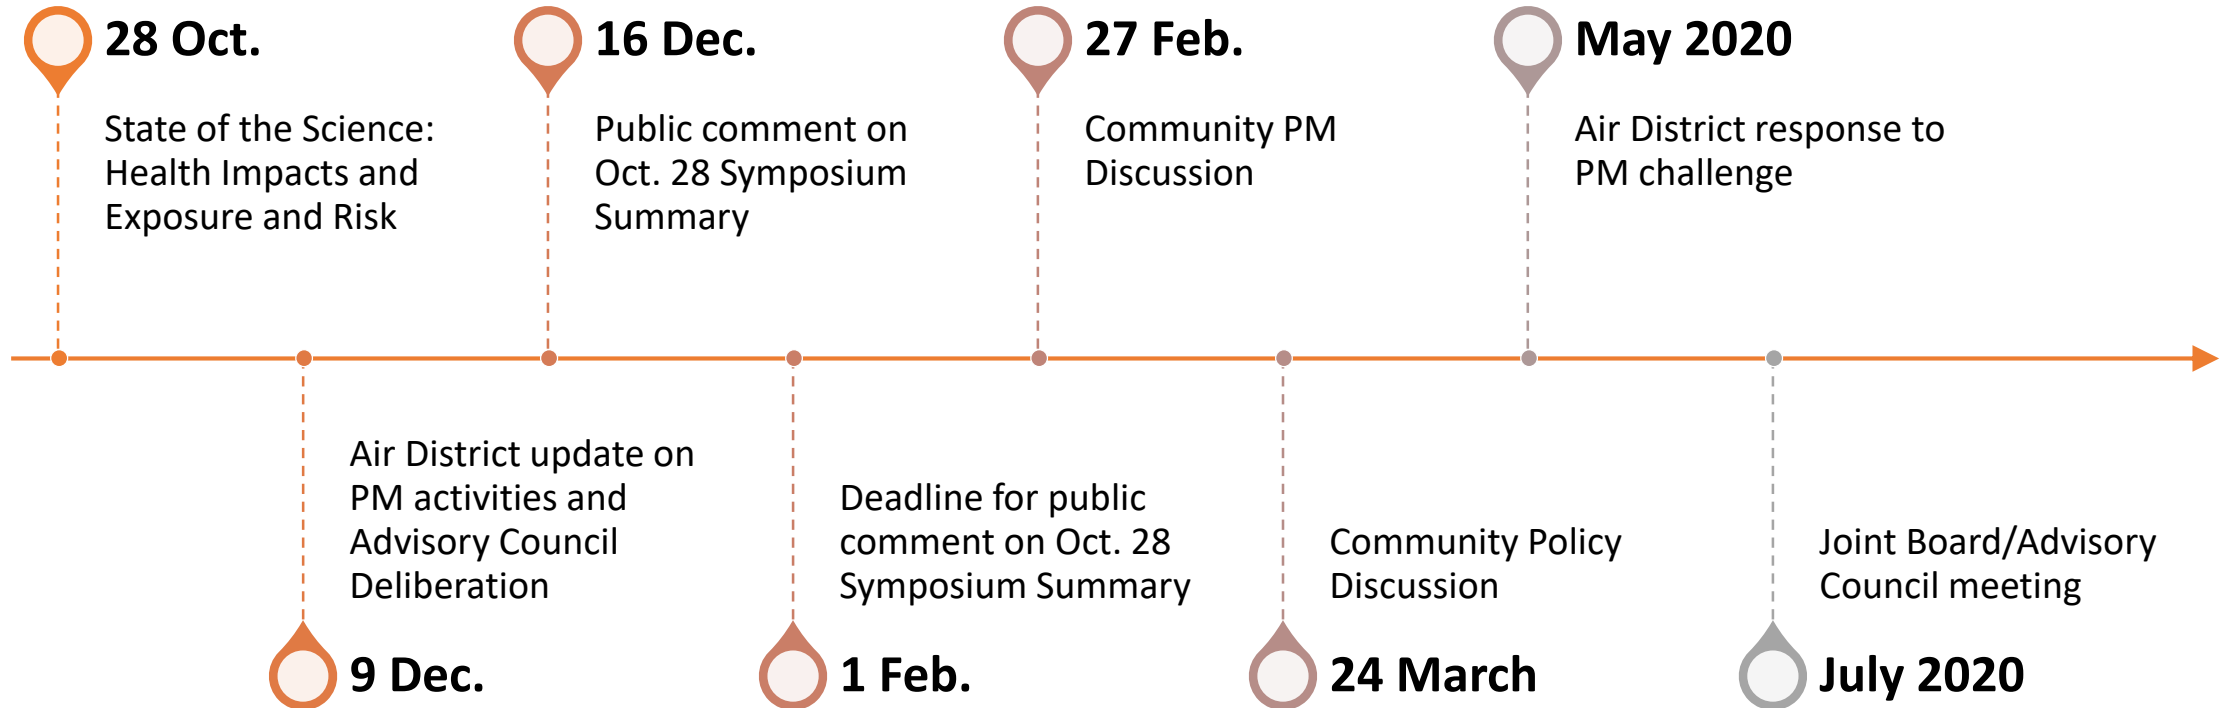 28 Oct.
State of the Science:
Health Impacts and
Exposure and Risk
9 Dec.
Air District update on
PM activities and
Advisory Council
Deliberation
16 Dec.
Public comment on
Oct. 28 Symposium
Summary
1 Feb.
Deadline for public
comment on Oct. 28
Symposium Summary
27 Feb.
Community PM
Discussion
24 March
Community Policy
Discussion
May 2020
Air District response to
PM challenge
July 2020
Joint Board/Advisory
Council meeting